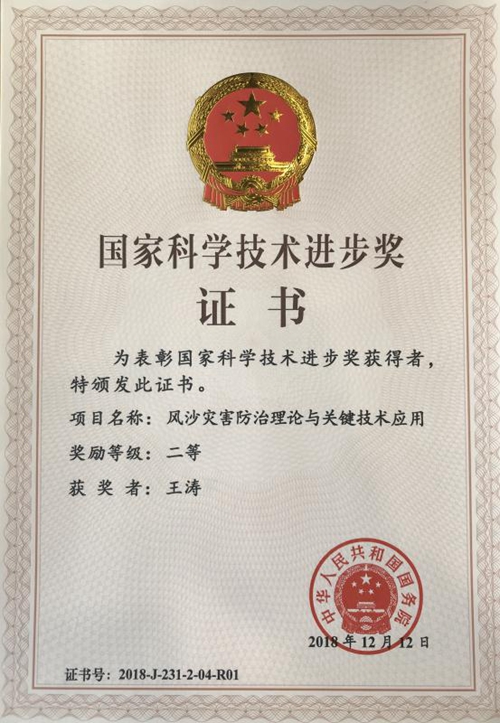 国家科学技术进步奖
证书
为表彰国家科学技术进步奖获得者，
特颁发此证书。
项目名称：风沙灾害防治理论与关键技术应用
奖励等级：二等
获奖者：王涛
中华人民共和国国务院
2018年12月12日
证书号：2018-J-231-2-04-R01